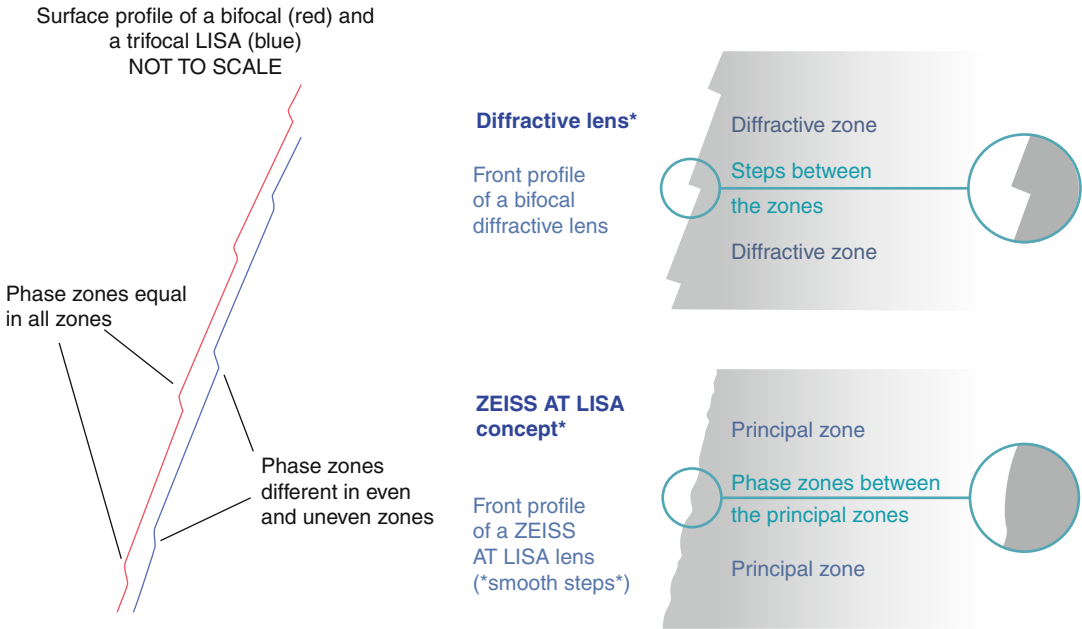 Surface profile of a bifocal (red) and
a trifocal LISA (blue)
NOT TO SCALE
Phase zones equal
in all zones
Phase zones
different in even
and uneven zones
Diffractive lens*
Front profile
of a bifocal
diffractive lens
Diffractive zone
Steps between
the zones
Diffractive zone
ZEISS AT LISA
concept*
Front profile
of a ZEISS
AT LISA lens
(*smooth steps*)
Principal zone
Phase zones between
the principal zones
Principal zone